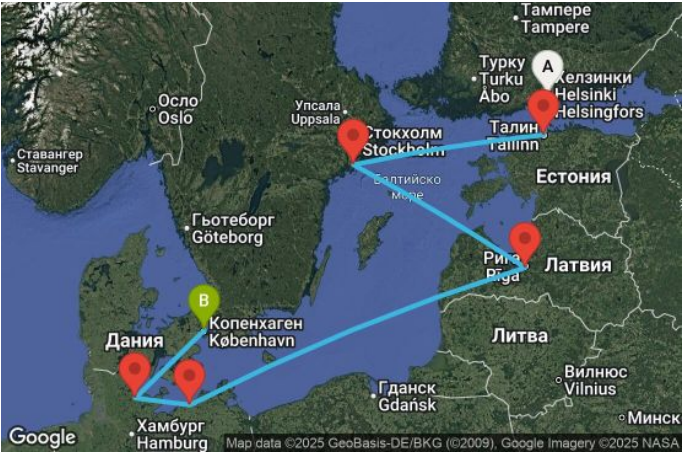 Тампере
Tampere
Турку
Turku
Åbo
A
Хелзинки
Helsinki
Helsingfors
Осло
Oslo
Упсала
Uppsala
Стокхолм
Stockholm
Талин
Tallinn
Ставангер
Stavanger
Балтийско
море
Естония
Гьотеборг
Göteborg
Рига
Rīga
Латвия
B
Копенхаген
København
Дания
Литва
Вилнюс
Vilnius
Гданск
Gdańsk
Минск
Хамбург
Hamburg
Google
Map data ©2025 GeoBasis-DE/BKG (©2009), Google Imagery ©2025 NASA